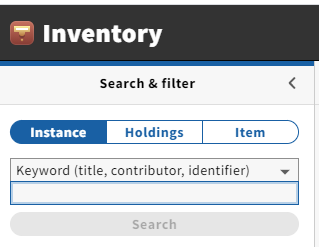 Inventory
Search & filter
Instance Holdings Item
Keyword (title, contributor, identifier)
Search